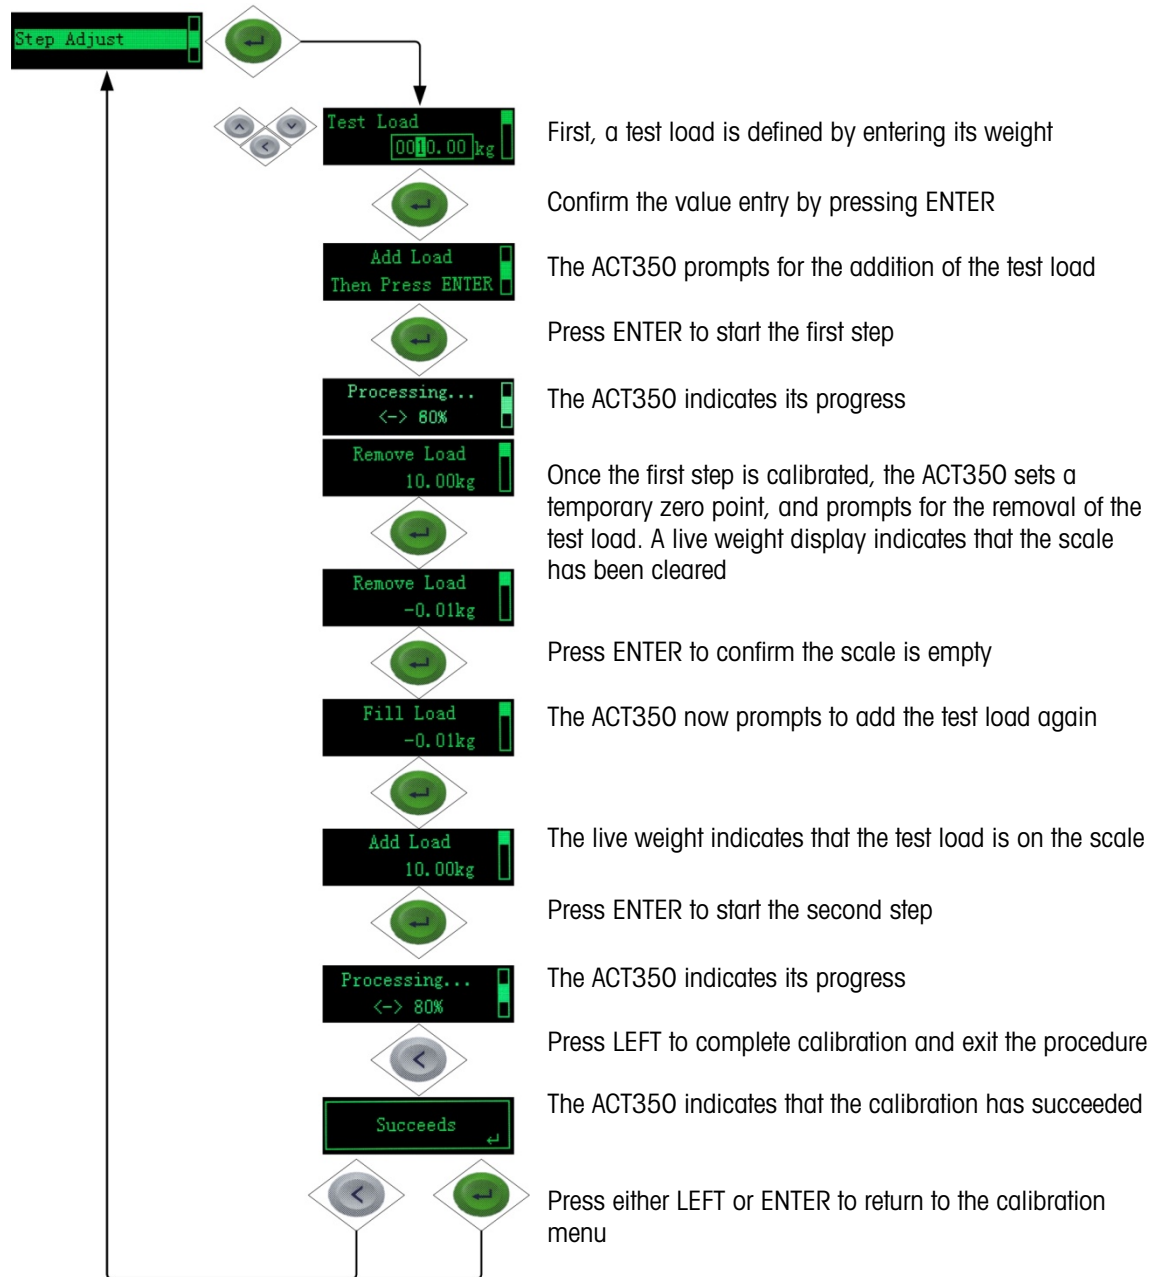 Step Adjust
Test Load
0010.00 kg
First, a test load is defined by entering its weight
Confirm the value entry by pressing ENTER
Add Load
Then Press ENTER
The ACT350 prompts for the addition of the test load
Press ENTER to start the first step
Processing...
<-> 60%
The ACT350 indicates its progress
Remove Load
10.00kg
Once the first step is calibrated, the ACT350 sets a
temporary zero point, and prompts for the removal of the
test load. A live weight display indicates that the scale
has been cleared
Remove Load
-0.01kg
Press ENTER to confirm the scale is empty
Fill Load
-0.01kg
The ACT350 now prompts to add the test load again
Add Load
10.00kg
The live weight indicates that the test load is on the scale
Press ENTER to start the second step
Processing...
<-> 80%
The ACT350 indicates its progress
Press LEFT to complete calibration and exit the procedure
Succeeds
The ACT350 indicates that the calibration has succeeded
Press either LEFT or ENTER to return to the calibration
menu